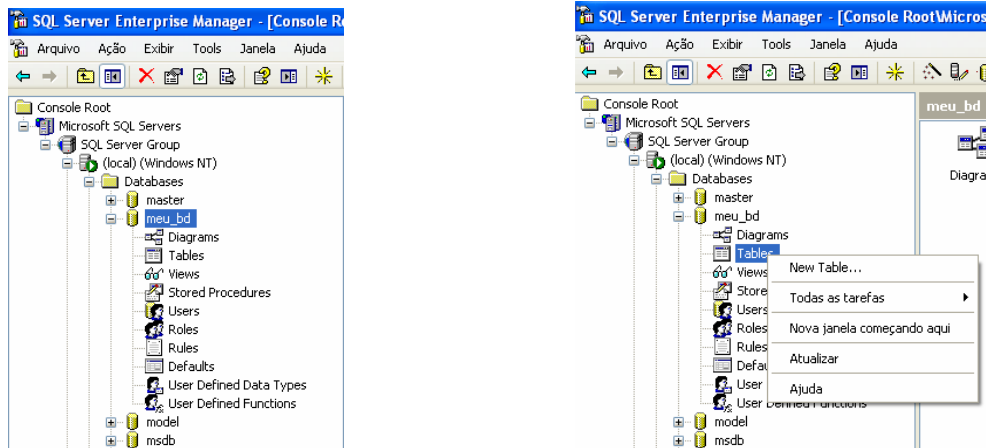 SQL Server Enterprise Manager - [Console R
Arquivo Ação Exibir Tools Janela Ajuda
Console Root
Microsoft SQL Servers
SQL Server Group
(local) (Windows NT)
Databases
master
meu_bd
Diagrams
Tables
Views
Stored Procedures
Users
Roles
Rules
Defaults
User Defined Data Types
User Defined Functions
model
msdb
SQL Server Enterprise Manager - [Console Root\Micros
Arquivo Ação Exibir Tools Janela Ajuda
Console Root
Microsoft SQL Servers
SQL Server Group
(local) (Windows NT)
Databases
master
meu_bd
Diagrams
Tables
Views
Store
Users
Roles
Rules
Defau
User
User Defined Functions
model
msdb
meu_bd
Diagra
New Table...
Todas as tarefas
Nova janela começando aqui
Atualizar
Ajuda